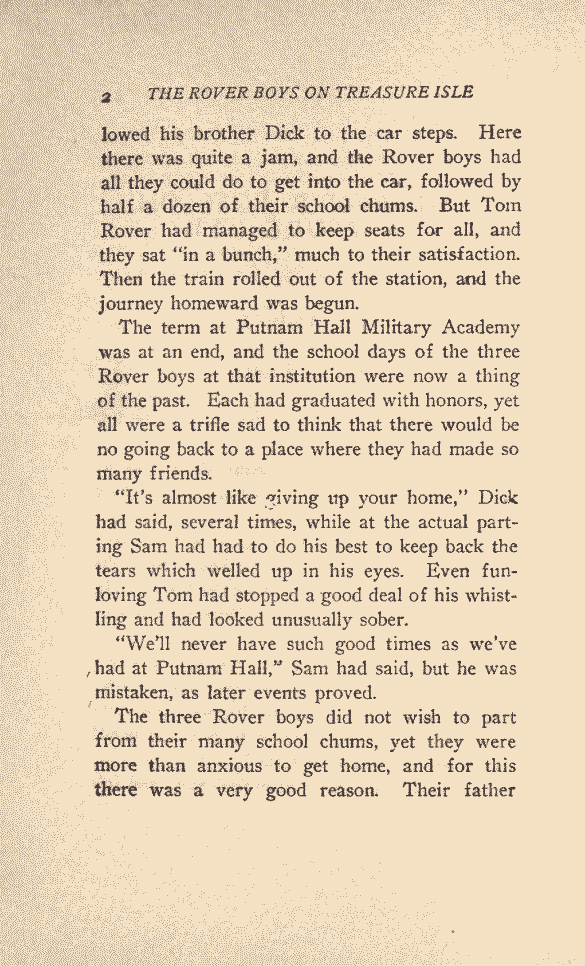 2 THE ROVER BOYS ON TREASURE ISLE
lowed his brother Dick to the car steps. Here
there was quite a jam, and the Rover boys had
all they could do to get into the car, followed by
half a dozen of their school chums. But Tom
Rover had managed to keep seats for all, and
they sat “in a bunch,” much to their satisfaction.
Then the train rolled out of the station, and the
journey homeward was begun.
The term at Putnam Hall Military Academy
was at an end, and the school days of the three
Rover boys at that institution were now a thing
of the past. Each had graduated with honors, yet
all were a trifle sad to think that there would be
no going back to a place where they had made so
many friends.
“It's almost like giving up your home,” Dick
had said, several times, while at the actual part-
ing Sam had had to do his best to keep back the
tears which welled up in his eyes. Even fun-
loving Tom had stopped a good deal of his whist-
ling and had looked unusually sober.
“We'll never have such good times as we've
had at Putnam Hall,” Sam had said, but he was
mistaken, as later events proved.
The three Rover boys did not wish to part
from their many school chums, yet they were
more than anxious to get home, and for this
there was a very good reason. Their father